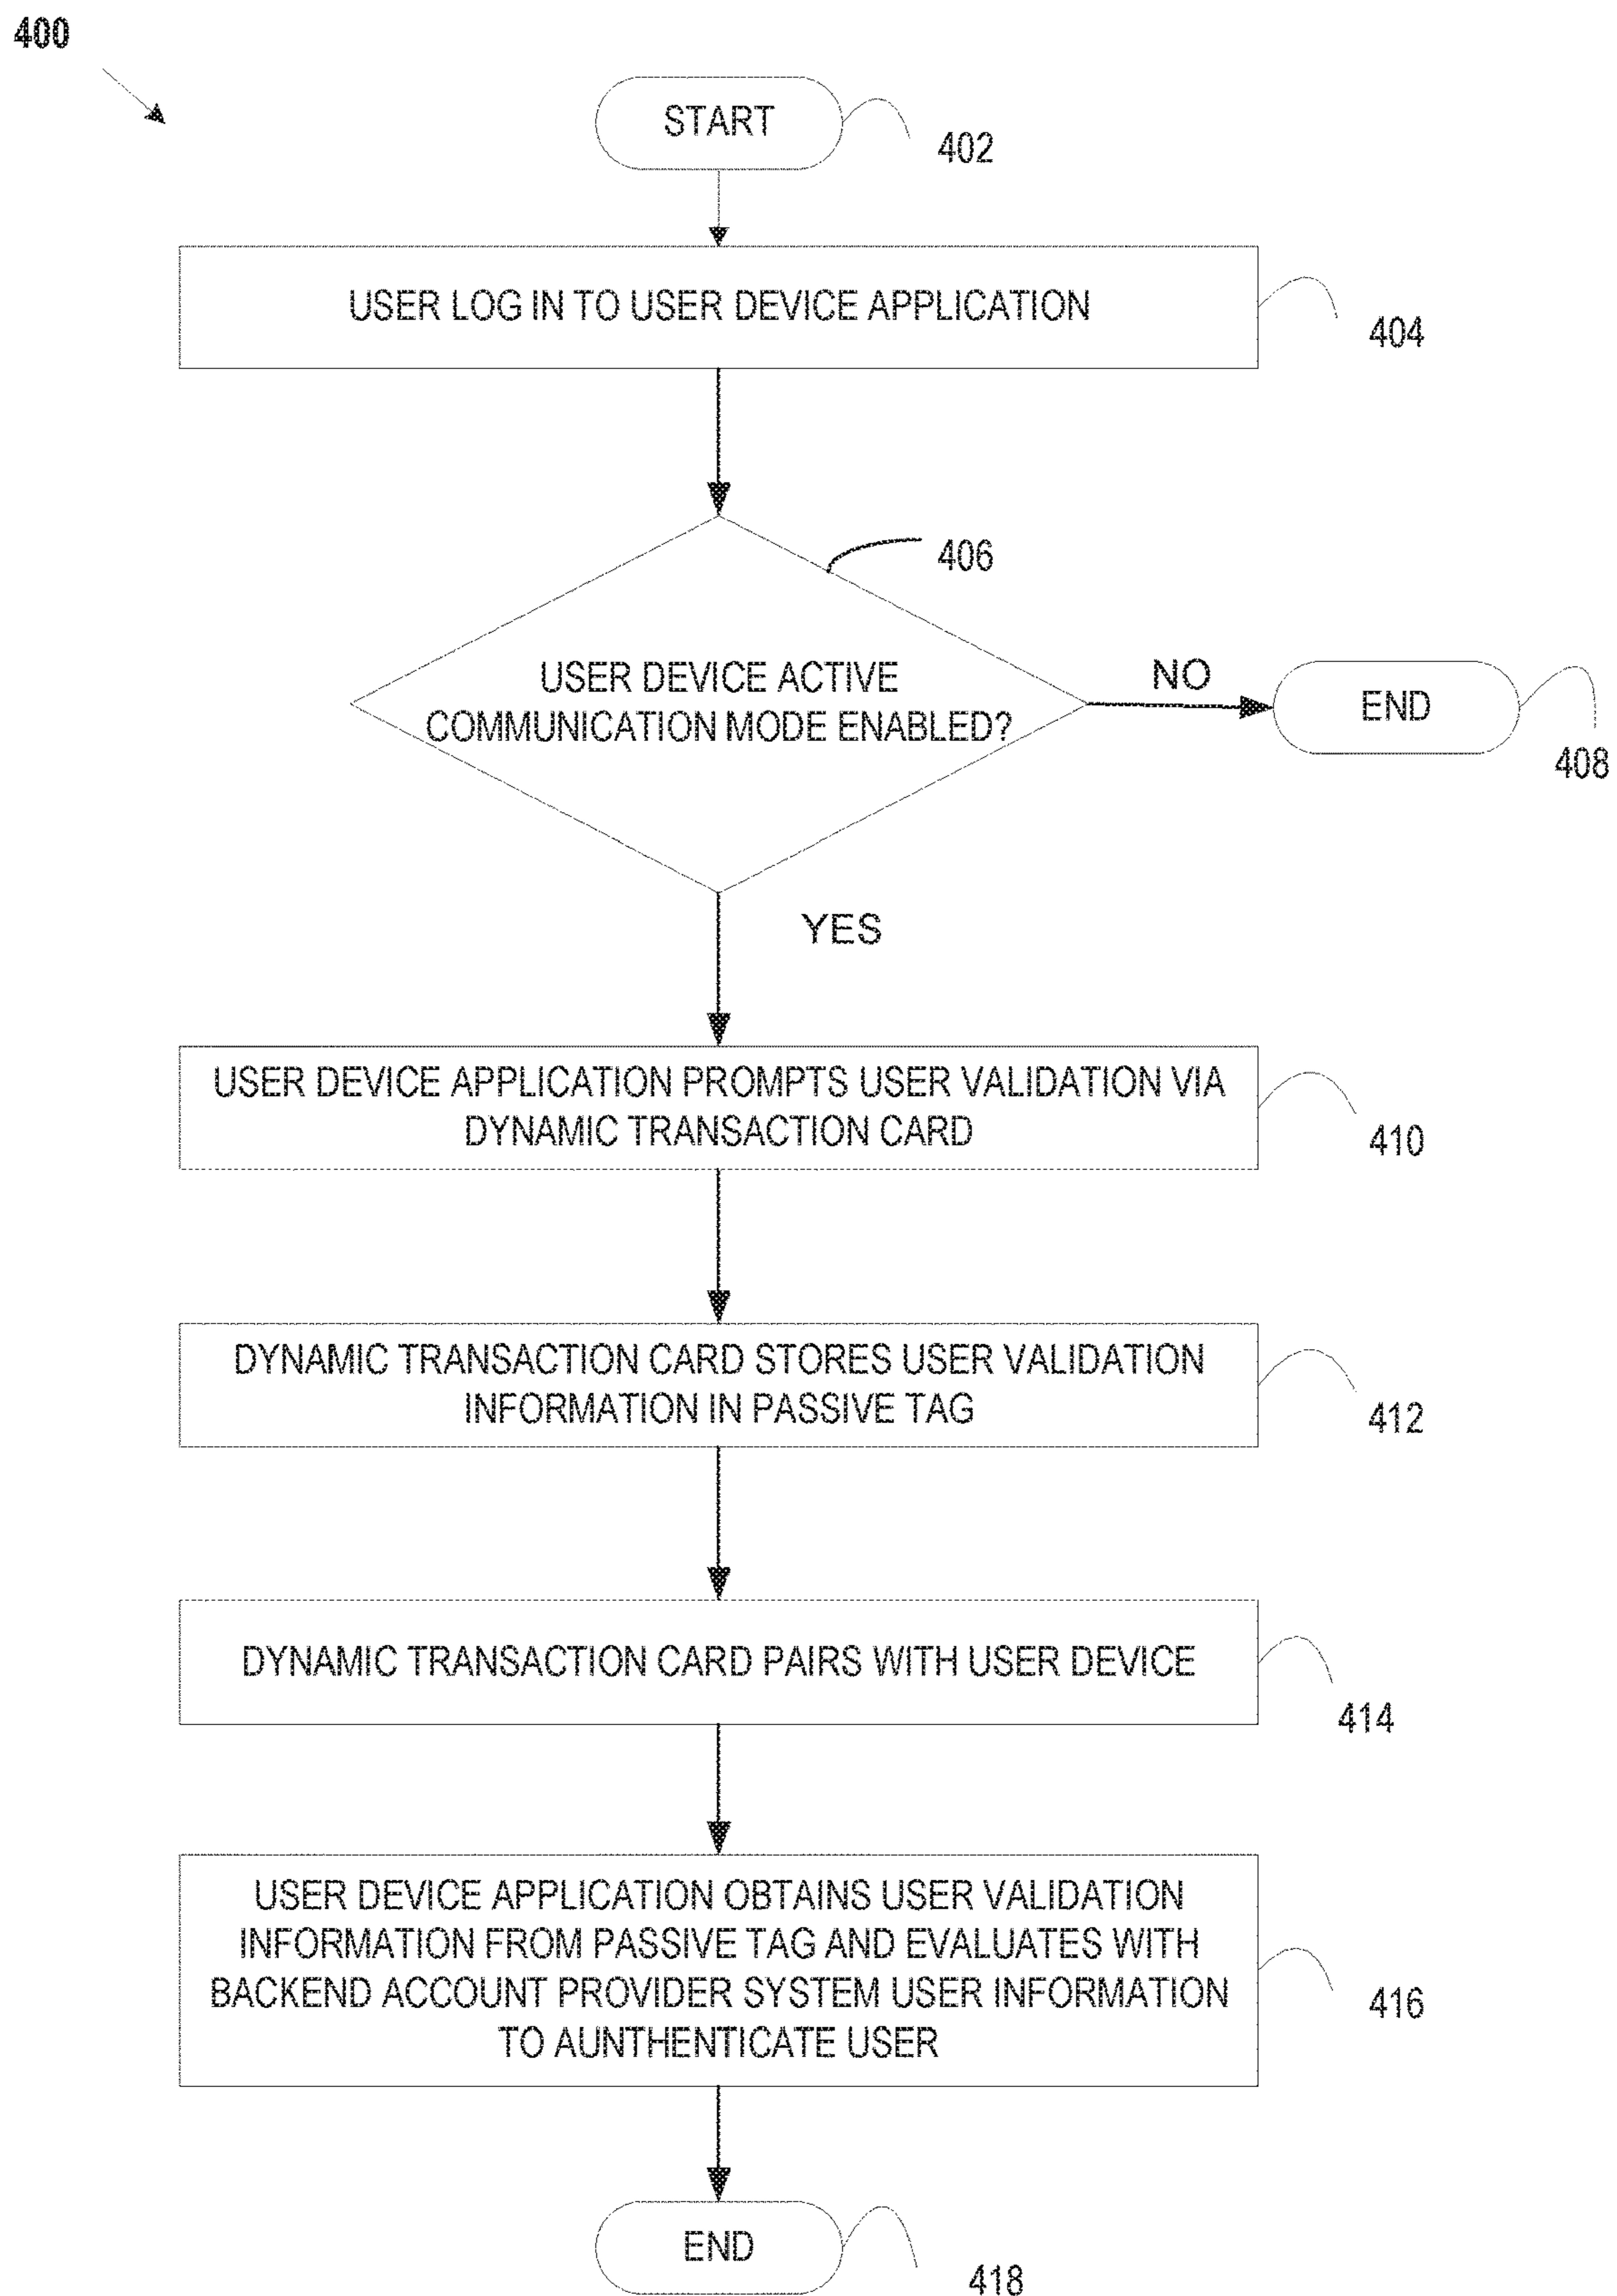 400
START
402
USER LOG IN TO USER DEVICE APPLICATION
404
406
USER DEVICE ACTIVE
COMMUNICATION MODE ENABLED?
NO
END
408
YES
USER DEVICE APPLICATION PROMPTS USER VALIDATION VIA
DYNAMIC TRANSACTION CARD
410
DYNAMIC TRANSACTION CARD STORES USER VALIDATION
INFORMATION IN PASSIVE TAG
412
DYNAMIC TRANSACTION CARD PAIRS WITH USER DEVICE
414
USER DEVICE APPLICATION OBTAINS USER VALIDATION
INFORMATION FROM PASSIVE TAG AND EVALUATES WITH
BACKEND ACCOUNT PROVIDER SYSTEM USER INFORMATION
TO AUNTHENTICATE USER
416
END
418